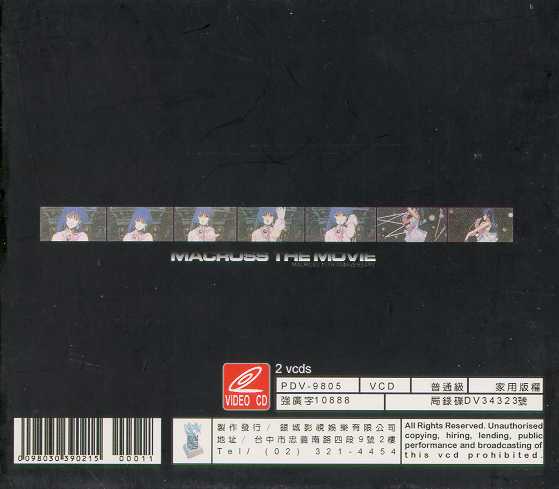 MACROSS THE MOVIE
2 vcds
VIDEO CD
PDV-9805 VCD 普通級 家用版權
強廣字10888 局錄碟DV34323號
製作發行/ 銀城影視娛樂有限公司
地址/ 台中市忠義南路四段9號2樓
Tel/ (02) 321-4454
All Rights Reserved. Unauthorised
copying, hiring, lending, public
performance and broadcasting of
this vcd prohibited.
0098030390215 00011